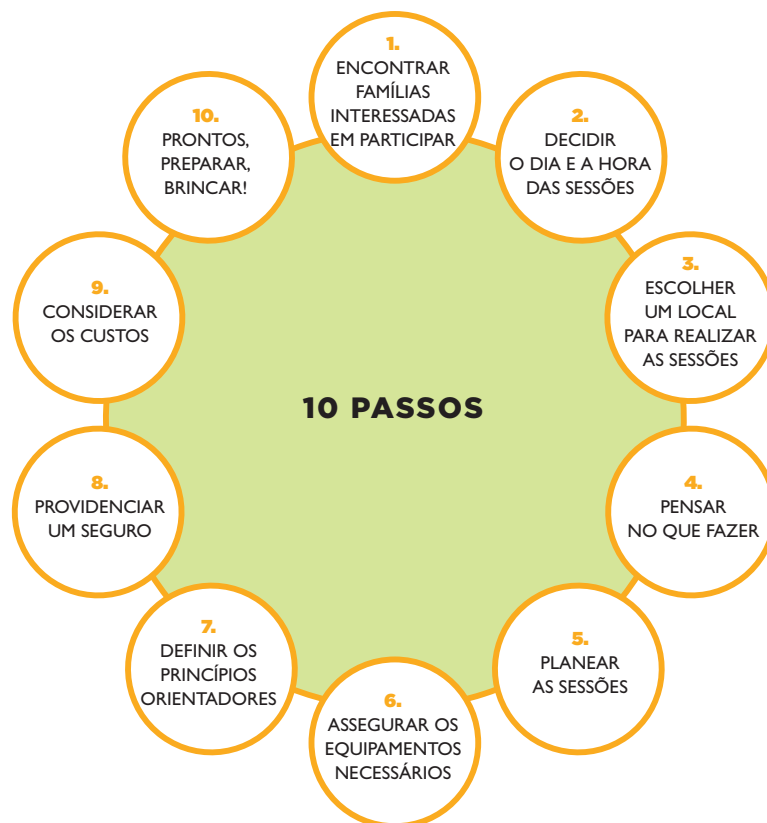 1.
ENCONTRAR
FAMÍLIAS
INTERESSADAS
EM PARTICIPAR
2.
DECIDIR
O DIA E A HORA
DAS SESSÕES
3.
ESCOLHER
UM LOCAL
PARA REALIZAR
AS SESSÕES
4.
PENSAR
NO QUE FAZER
5.
PLANEAR
AS SESSÕES
6.
ASSEGURAR OS
EQUIPAMENTOS
NECESSÁRIOS
7.
DEFINIR OS
PRINCÍPIOS
ORIENTADORES
8.
PROVIDENCIAR
UM SEGURO
9.
CONSIDERAR
OS CUSTOS
10.
PRONTOS,
PREPARAR,
BRINCAR!
10 PASSOS